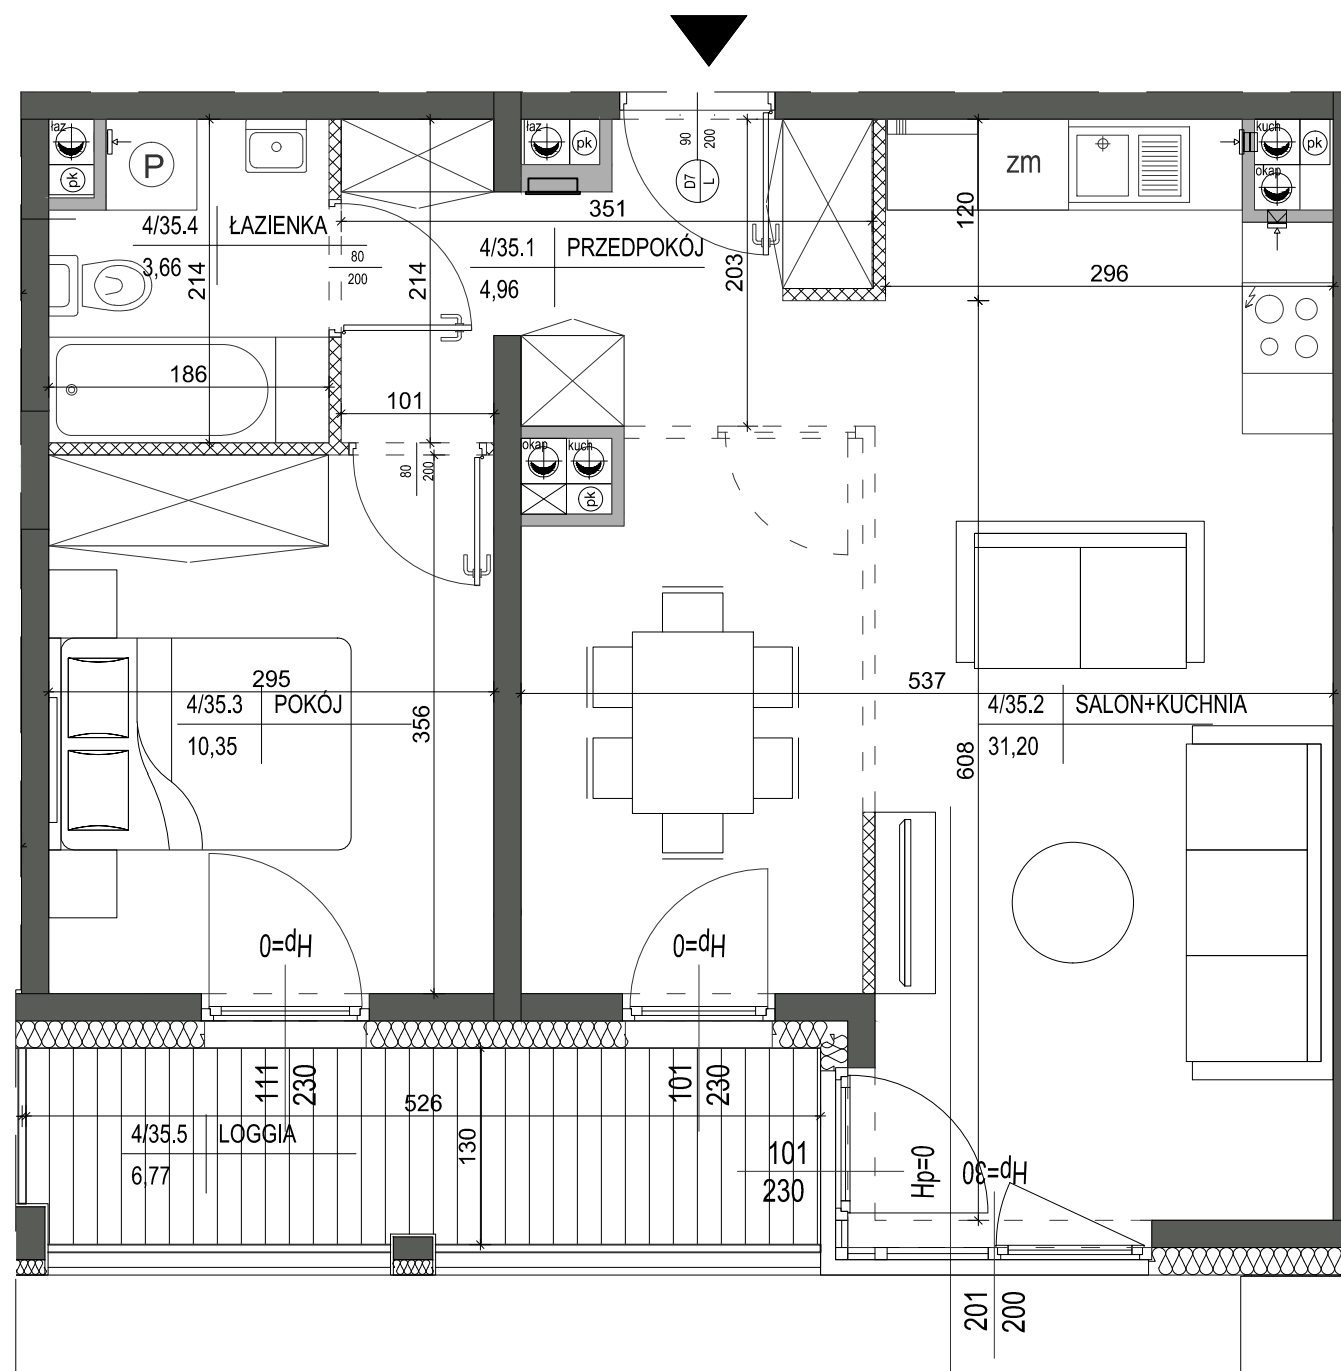 łaz
pk
P
łaz
pk
90
200
D7
L
zm
kuch
pk
okap
351
120
4/35.4 ŁAZIENKA
3,66
214
80
200
214
4/35.1 PRZEDPOKÓJ
4,96
203
296
186
101
80
200
okap
kuch
pk
295
4/35.3 POKÓJ
10,35
356
537
4/35.2 SALON+KUCHNIA
31,20
608
Hp=0
Hp=0
111
230
101
230
526
4/35.5 LOGGIA
6,77
130
101
230
Hp=0
Hp=30
201
200